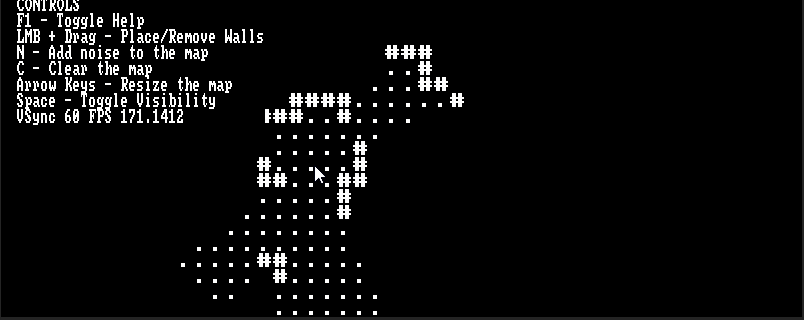 CONTROLS
F1 - Toggle Help
LMB + Drag - Place/Remove Walls
N - Add noise to the map
C - Clear the map
Arrow Keys - Resize the map
Space - Toggle Visibility
VSync 60 FPS 171.1412